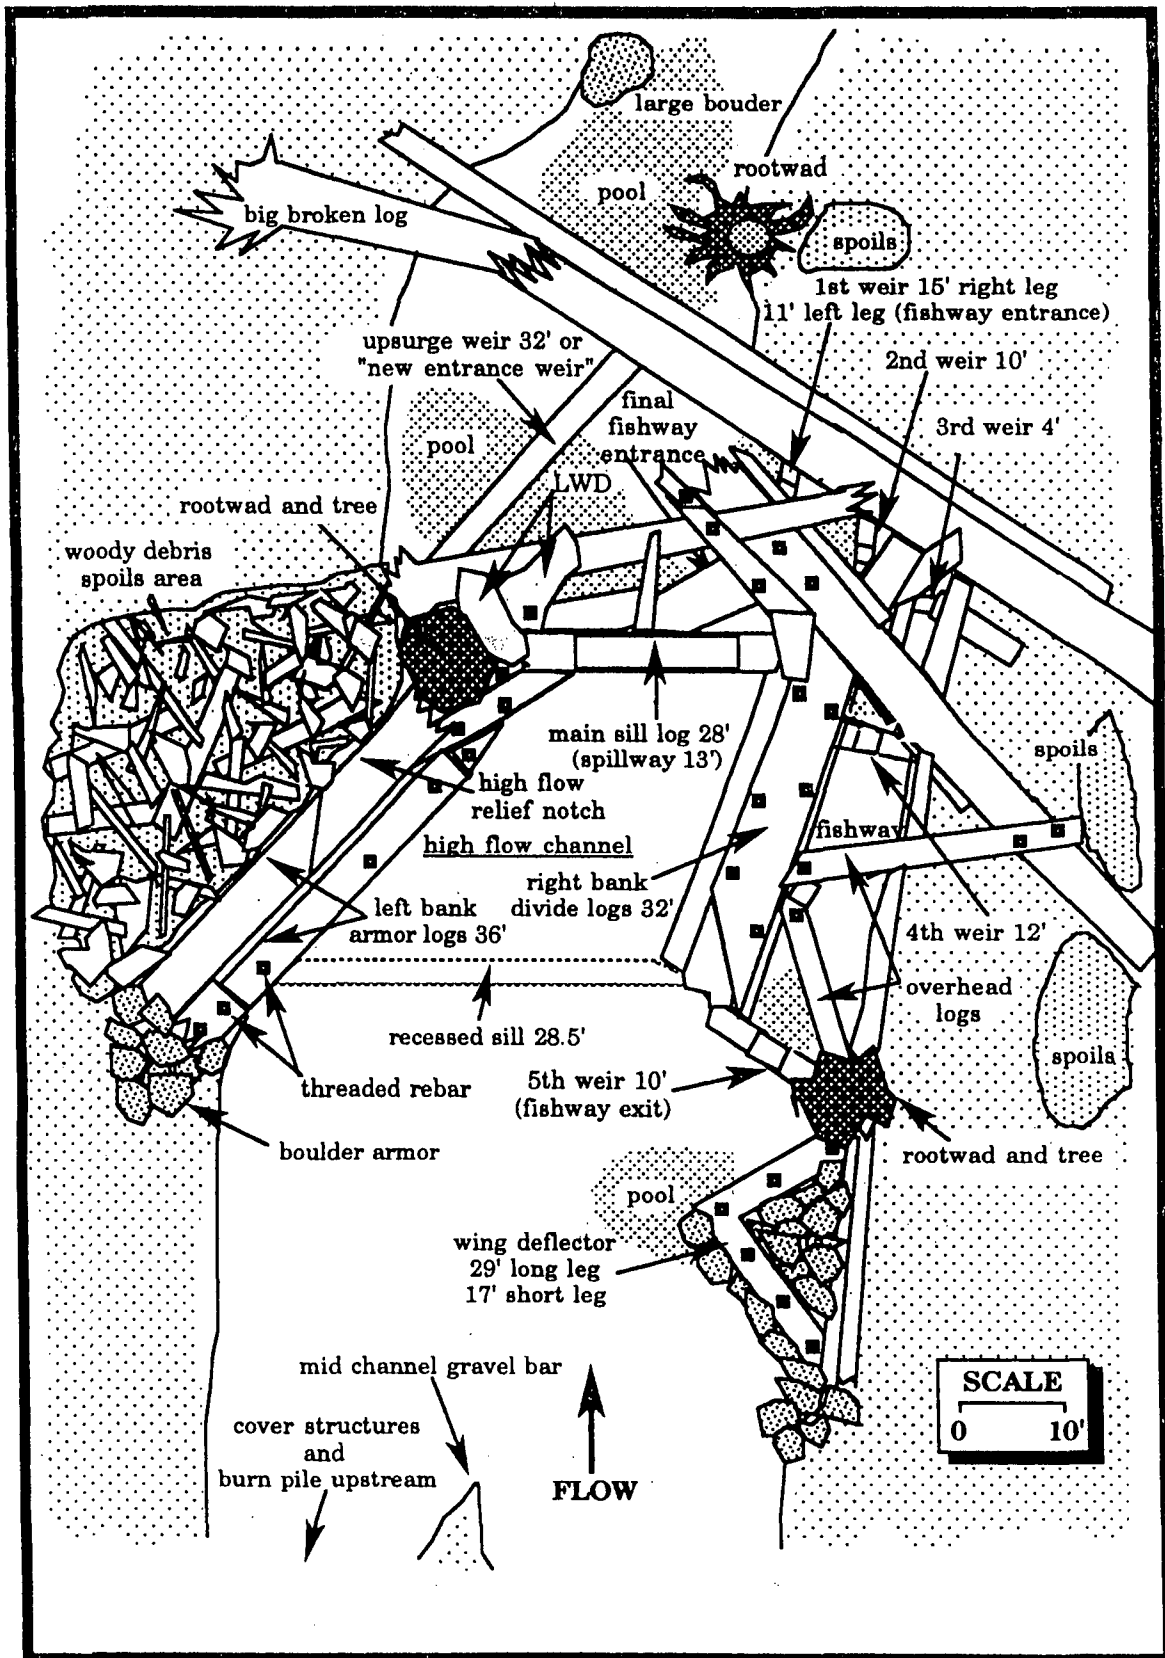 large bouder
rootwad
pool
big broken log
spoils
1st weir 15' right leg
11' left leg (fishway entrance)
upsurge weir 32' or
"new entrance weir"
2nd weir 10'
final
fishway
entrance
3rd weir 4'
pool
LWD
rootwad and tree
woody debris
spoils area
main sill log 28'
(spillway 13')
spoils
high flow
relief notch
fishway
high flow channel
right bank
divide logs 32'
left bank
armor logs 36'
4th weir 12'
overhead
logs
recessed sill 28.5'
spoils
threaded rebar
5th weir 10'
(fishway exit)
boulder armor
rootwad and tree
pool
wing deflector
29' long leg
17' short leg
mid channel gravel bar
SCALE
0 10'
cover structures
and
burn pile upstream
FLOW